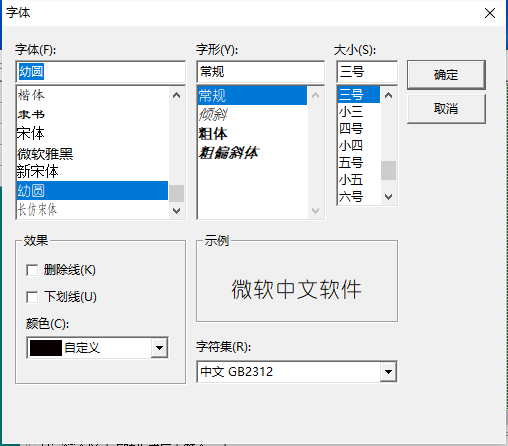 字体
字体(F):
幼圆
楷体
隶书
宋体
微软雅黑
新宋体
幼圆
长仿宋体
字形(Y):
常规
常规
倾斜
粗体
粗偏斜体
大小(S):
三号
三号
小三
四号
小四
五号
小五
六号
确定
取消
效果
删除线(K)
下划线(U)
颜色(C):
自定义
示例
微软中文软件
字符集(R):
中文 GB2312